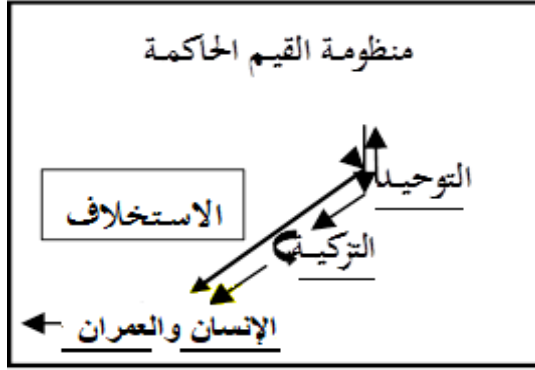 منظومة القيم الحاكمة
التوحيد
الاستخلاف
التزكية
الإنسان والعمران